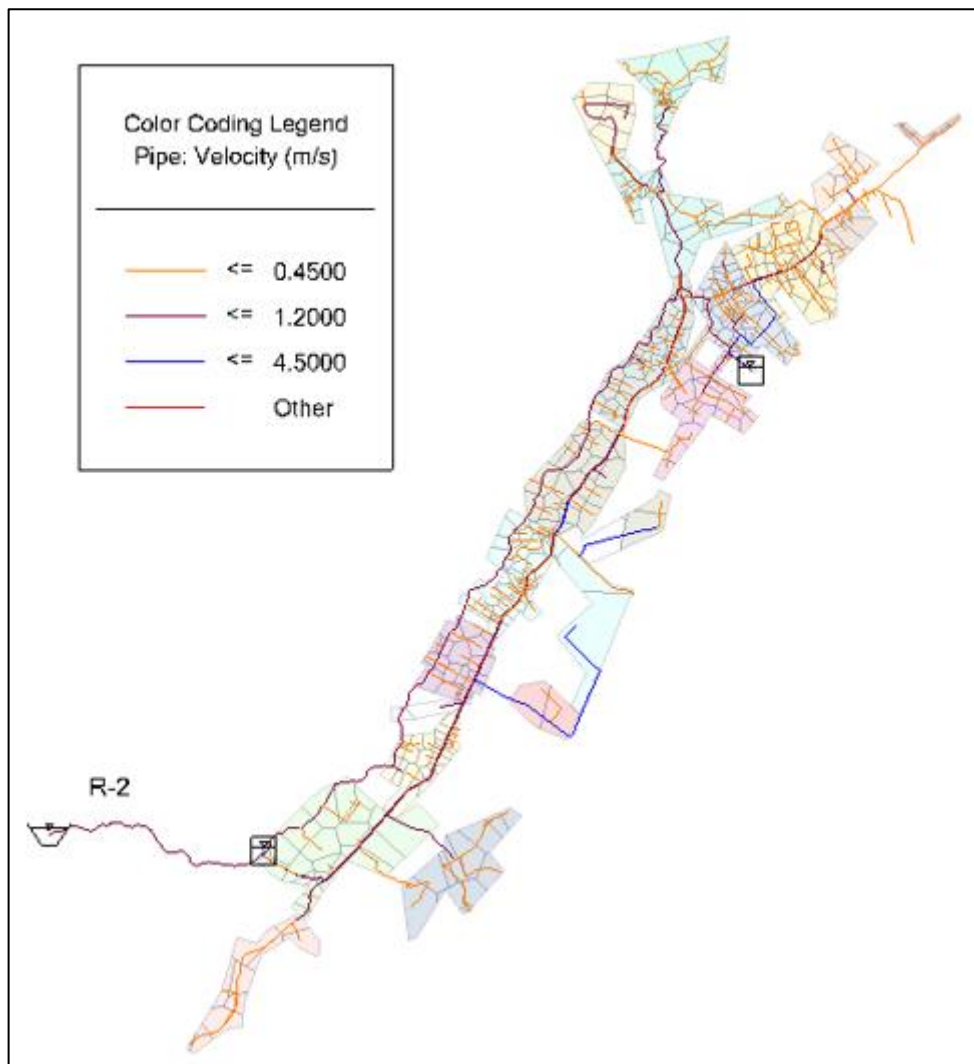 Color Coding Legend
Pipe: Velocity (m/s)
<= 0.4500
<= 1.2000
<= 4.5000
Other
R-2